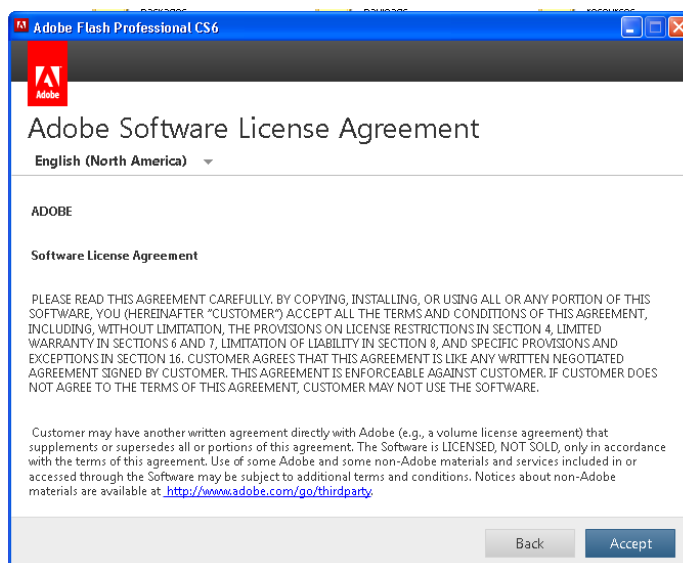 packages payload resources
Adobe Flash Professional CS6
Adobe
Adobe Software License Agreement
English (North America)
ADOBE
Software License Agreement
PLEASE READ THIS AGREEMENT CAREFULLY. BY COPYING, INSTALLING, OR USING ALL OR ANY PORTION OF THIS
SOFTWARE, YOU (HEREINAFTER “CUSTOMER”) ACCEPT ALL THE TERMS AND CONDITIONS OF THIS AGREEMENT,
INCLUDING, WITHOUT LIMITATION, THE PROVISIONS ON LICENSE RESTRICTIONS IN SECTION 4, LIMITED
WARRANTY IN SECTIONS 6 AND 7, LIMITATION OF LIABILITY IN SECTION 8, AND SPECIFIC PROVISIONS AND
EXCEPTIONS IN SECTION 16. CUSTOMER AGREES THAT THIS AGREEMENT IS LIKE ANY WRITTEN NEGOTIATED
AGREEMENT SIGNED BY CUSTOMER. THIS AGREEMENT IS ENFORCEABLE AGAINST CUSTOMER. IF CUSTOMER DOES
NOT AGREE TO THE TERMS OF THIS AGREEMENT, CUSTOMER MAY NOT USE THE SOFTWARE.
Customer may have another written agreement directly with Adobe (e.g., a volume license agreement) that
supplements or supersedes all or portions of this agreement. The Software is LICENSED, NOT SOLD, only in accordance
with the terms of this agreement. Use of some Adobe and some non-Adobe materials and services included in or
accessed through the Software may be subject to additional terms and conditions. Notices about non-Adobe
materials are available at http://www.adobe.com/go/thirdparty.
Back Accept